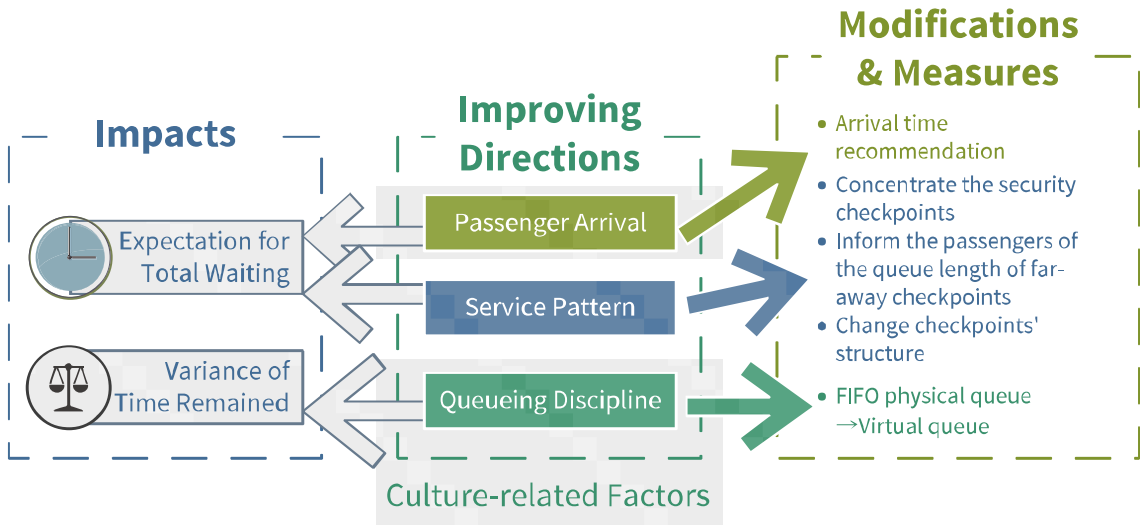 Impacts
Expectation for
Total Waiting
Variance of
Time Remained
Improving
Directions
Passenger Arrival
Service Pattern
Queueing Discipline
Culture-related Factors
Modifications
& Measures
• Arrival time
recommendation
• Concentrate the security
checkpoints
• Inform the passengers of
the queue length of far-
away checkpoints
• Change checkpoints'
structure
• FIFO physical queue
→Virtual queue